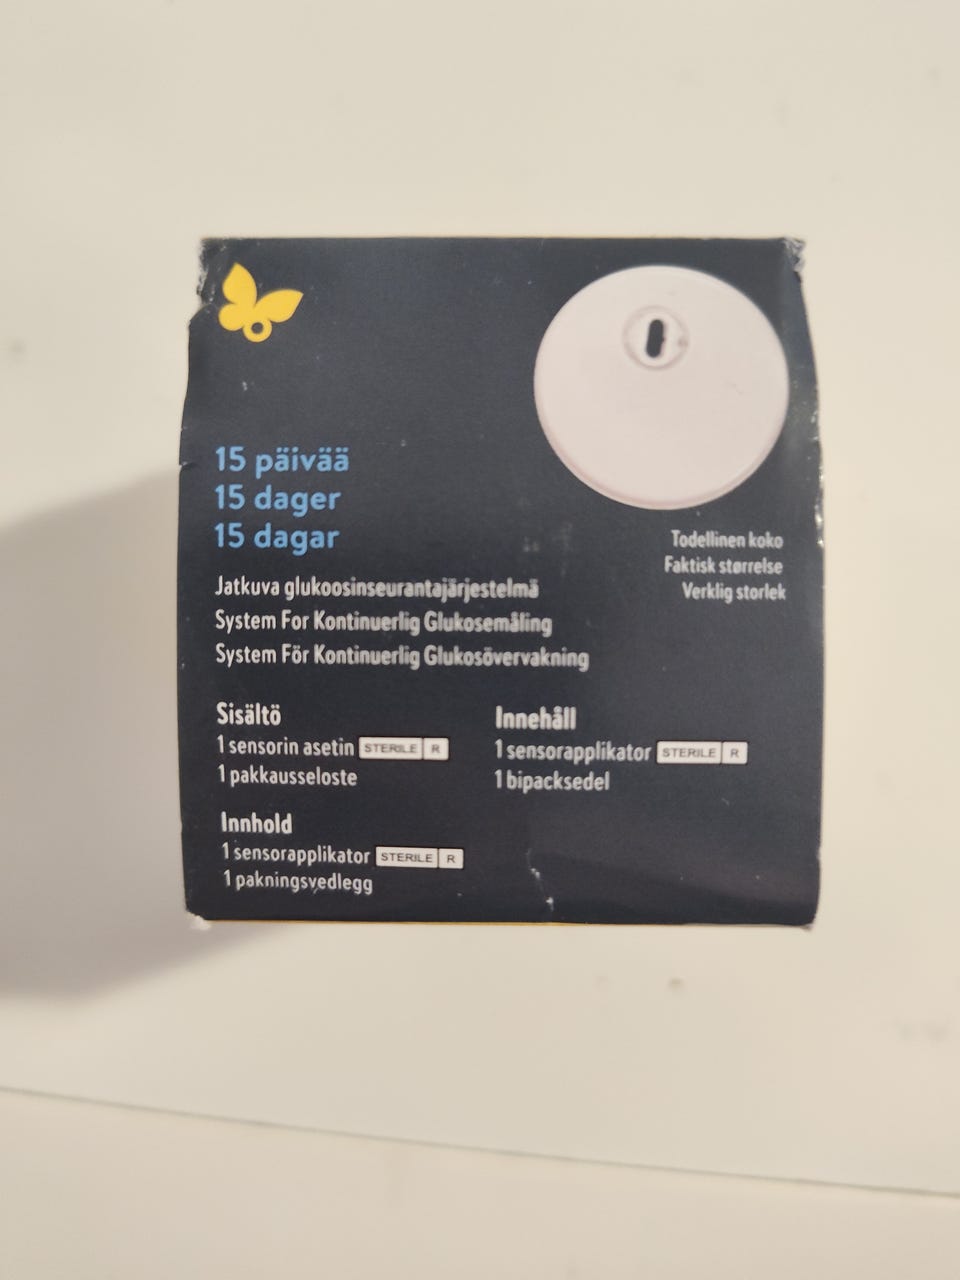 15 päivää
15 dager
15 dagar
Todellinen koko
Faktisk størrelse
Verklig storlek
Jatkuva glukoosinseurantajärjestelmä
System For Kontinuerlig Glukosemåling
System För Kontinuerlig Glukosövervakning
Sisältö
1 sensorin asetin STERILE R
1 pakkausseloste
Innehåll
1 sensorapplikator STERILE R
1 bipacksedel
Innhold
1 sensorapplikator STERILE R
1 pakningsvedlegg